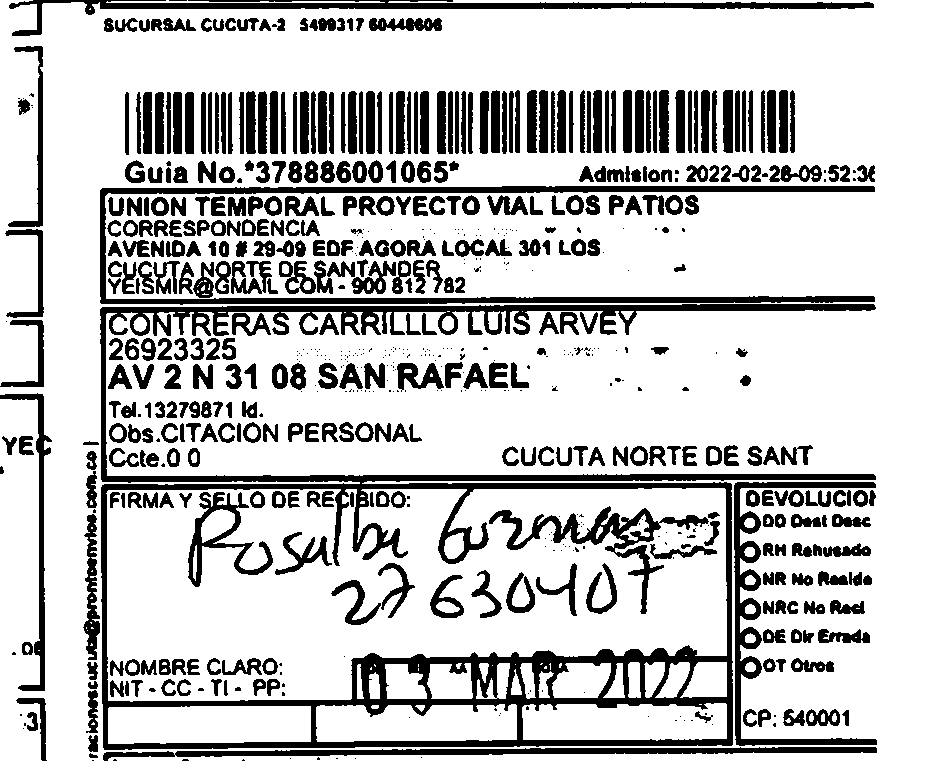 SUCURSAL CUCUTA-2 5499317 60448606
Guia No.*378886001065*
Admision: 2022-02-28-09:52:36
UNION TEMPORAL PROYECTO VIAL LOS PATIOS
CORRESPONDENCIA
AVENIDA 10 # 29-09 EDF AGORA LOCAL 301 LOS
CUCUTA NORTE DE SANTANDER
YEISMIR@GMAIL COM - 900 812 782
CONTRERAS CARRILLLO LUIS ARVEY
26923325
AV 2 N 31 08 SAN RAFAEL
Tel.13279871 Id.
Obs.CITACION PERSONAL
Ccte.0 0
CUCUTA NORTE DE SANT
YEC
racionescucuta@prontoenvios.com.co
FIRMA Y SELLO DE RECIBIDO:
Rosalba Guzman
27630407
NOMBRE CLARO:
NIT - CC - TI - PP:
03 MAR 2022
DEVOLUCION
DD Dest Desc
RH Rehusado
NR No Reside
NRC No Recl
DE Dir Errada
OT Otros
CP: 540001